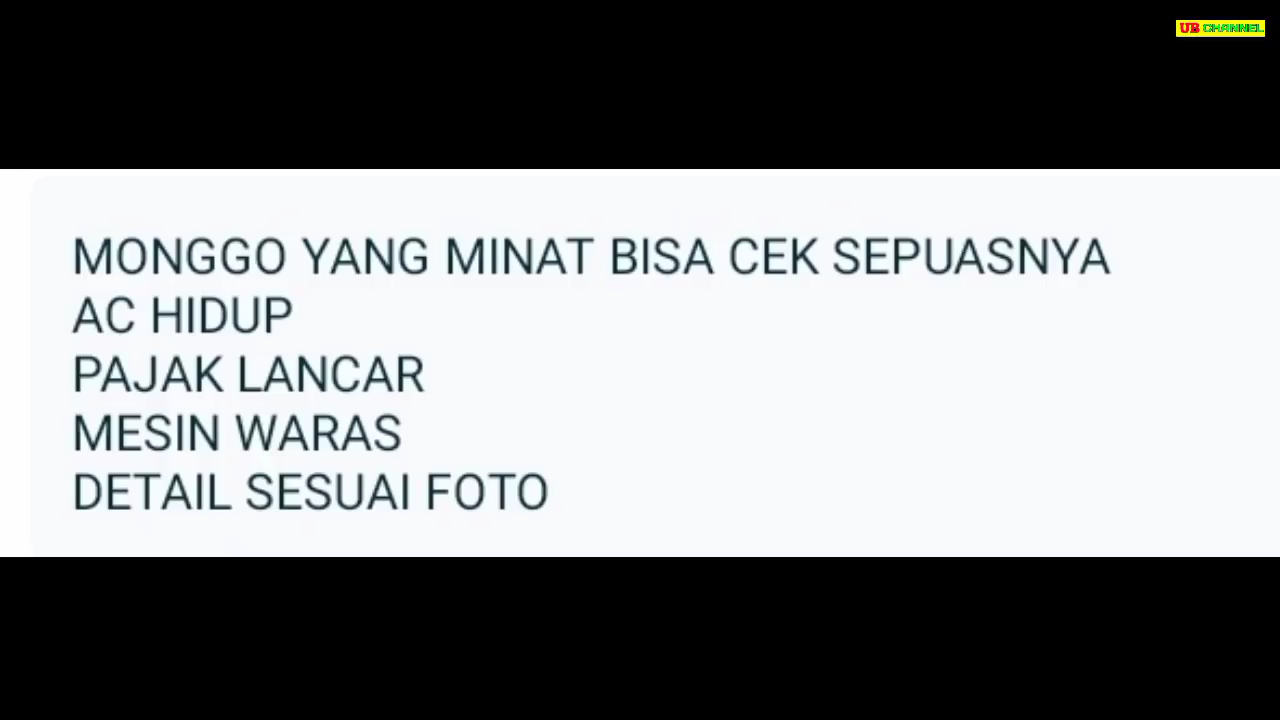 UB CHANNEL
MONGGO YANG MINAT BISA CEK SEPUASNYA
AC HIDUP
PAJAK LANCAR
MESIN WARAS
DETAIL SESUAI FOTO